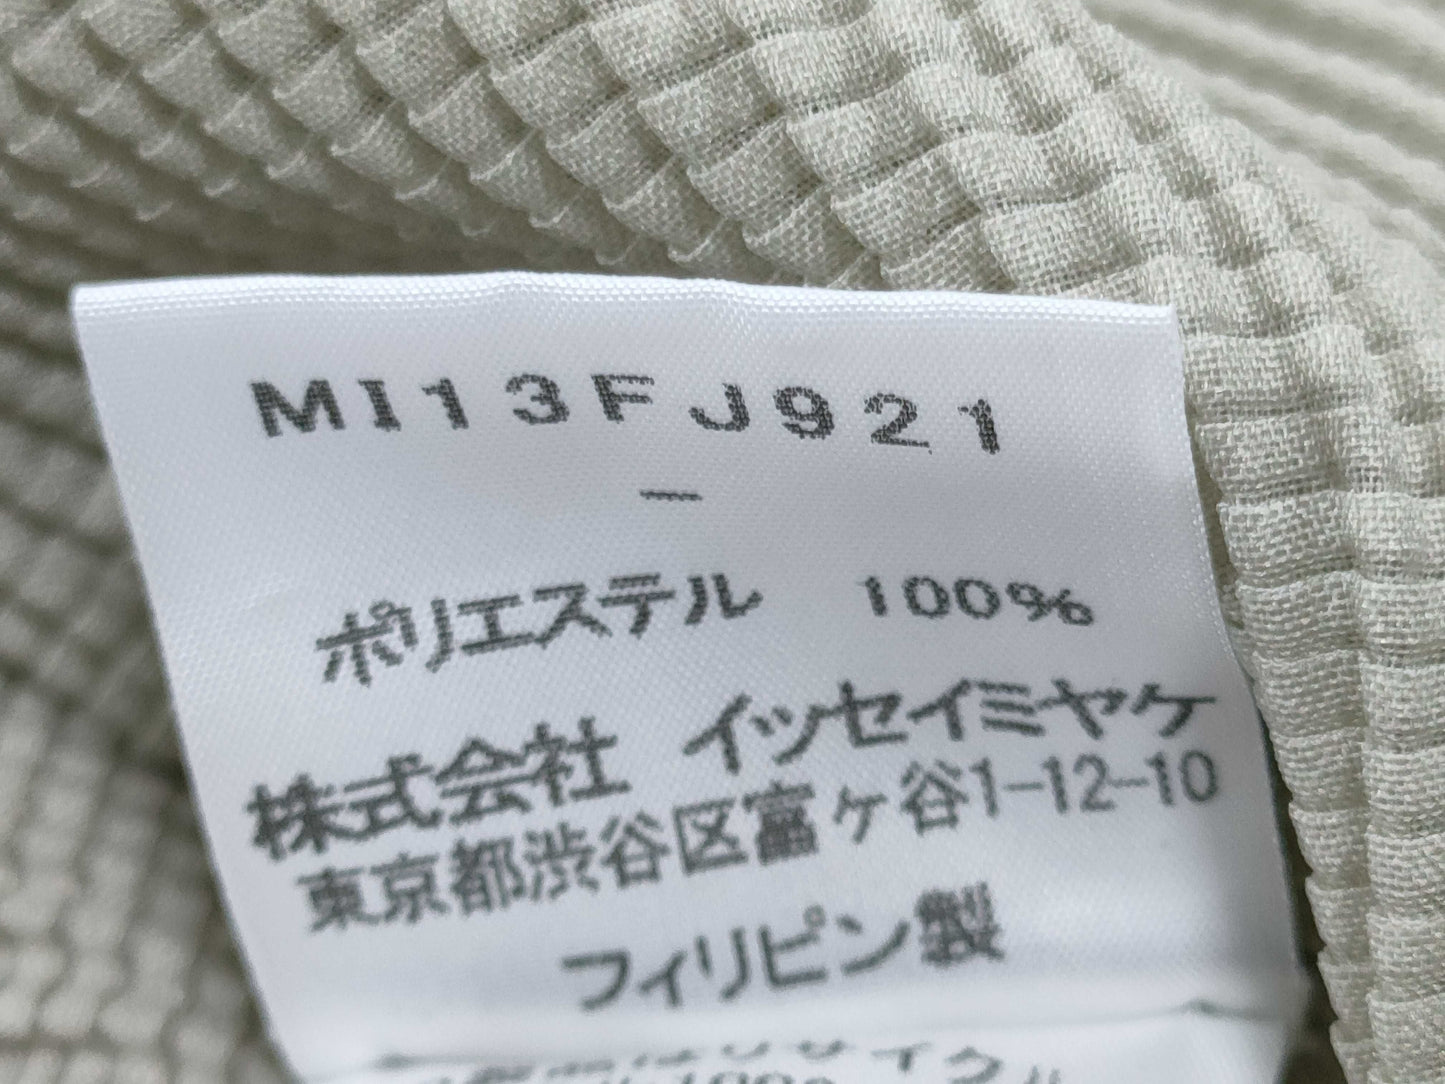 MI13FJ921
—
ポリエステル 100%
株式会社 イッセイミヤケ
東京都渋谷区富ヶ谷1-12-10
フィリピン製